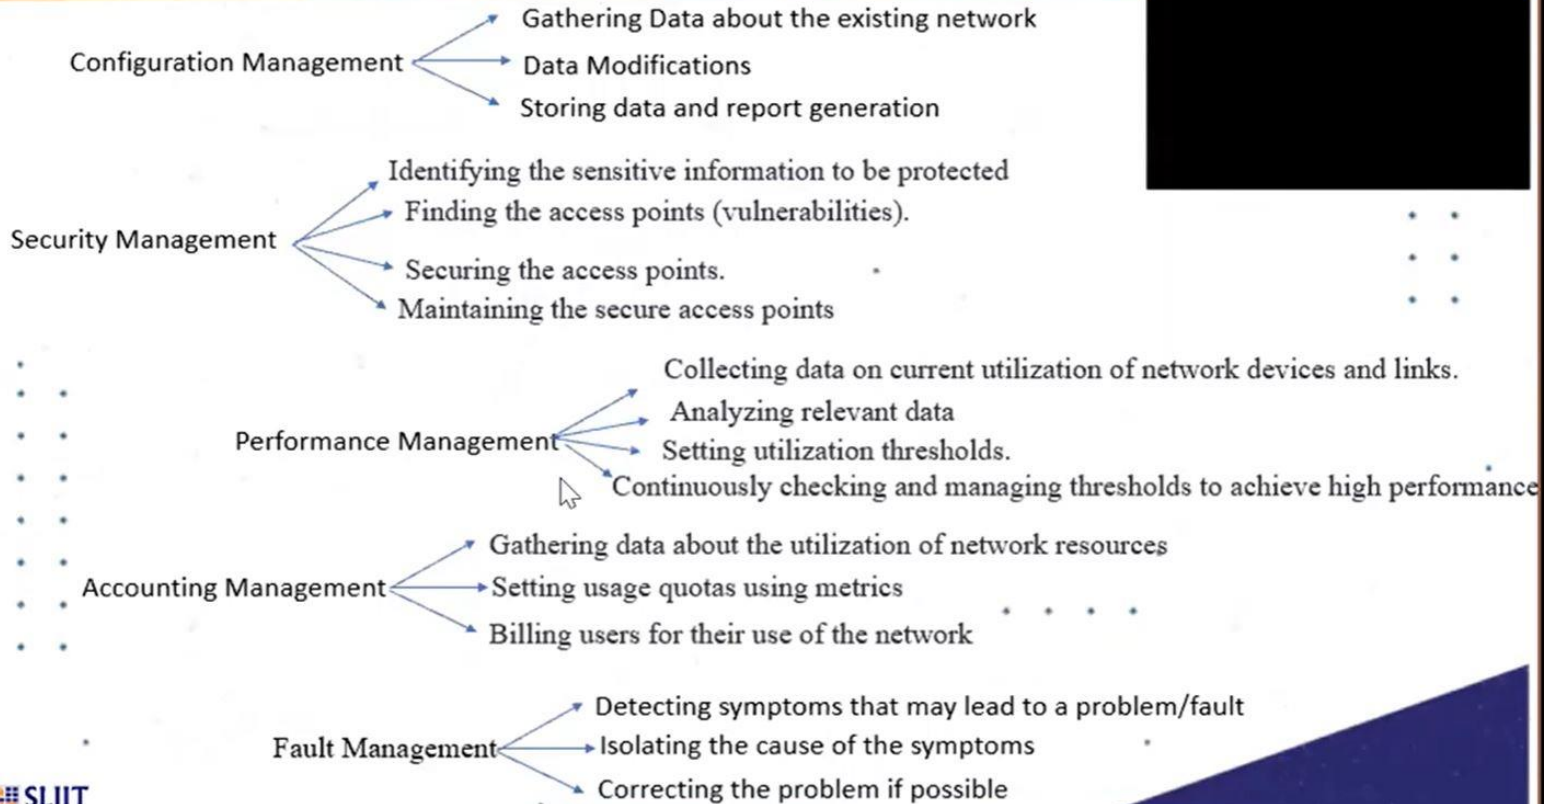 Gathering Data about the existing network
Configuration Management
Data Modifications
Storing data and report generation
Identifying the sensitive information to be protected
Finding the access points (vulnerabilities).
Security Management
Securing the access points.
Maintaining the secure access points
Collecting data on current utilization of network devices and links.
Analyzing relevant data
Performance Management
Setting utilization thresholds.
Continuously checking and managing thresholds to achieve high performance
Gathering data about the utilization of network resources
Accounting Management
Setting usage quotas using metrics
Billing users for their use of the network
Detecting symptoms that may lead to a problem/fault
Fault Management
Isolating the cause of the symptoms
Correcting the problem if possible
SLIIT